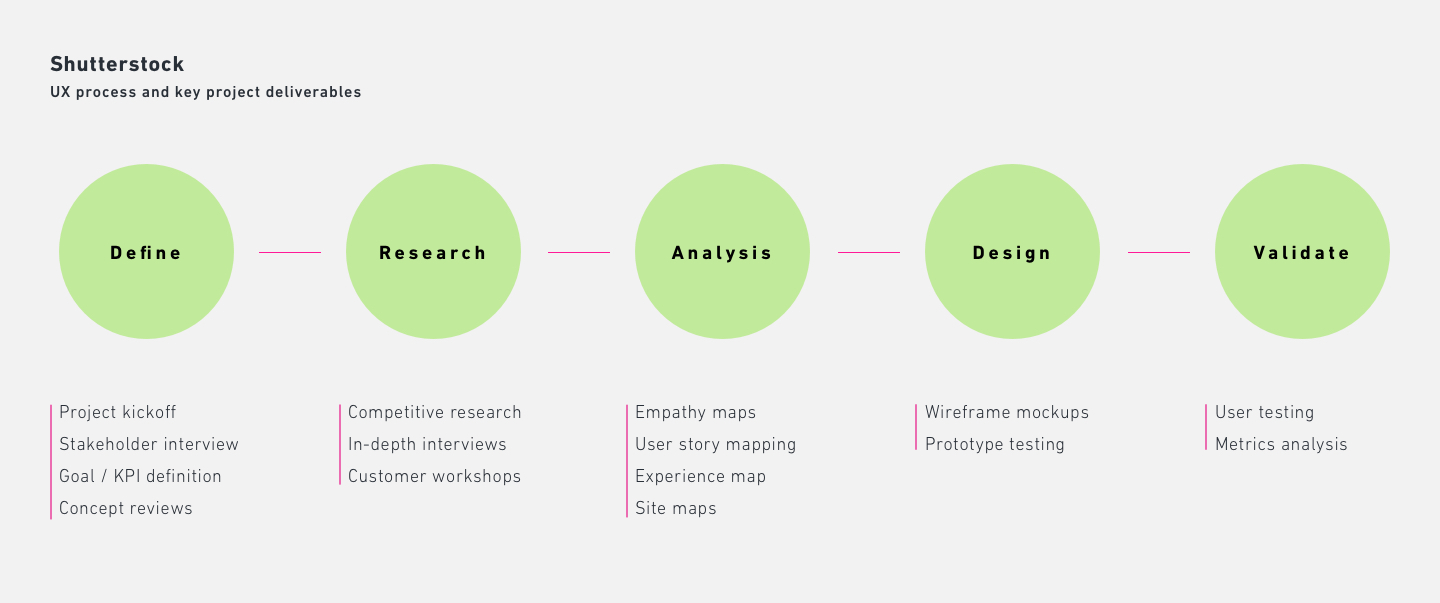 Shutterstock
UX process and key project deliverables
Define
Research
Analysis
Design
Validate
Project kickoff
Stakeholder interview
Goal / KPI definition
Concept reviews
Competitive research
In-depth interviews
Customer workshops
Empathy maps
User story mapping
Experience map
Site maps
Wireframe mockups
Prototype testing
User testing
Metrics analysis